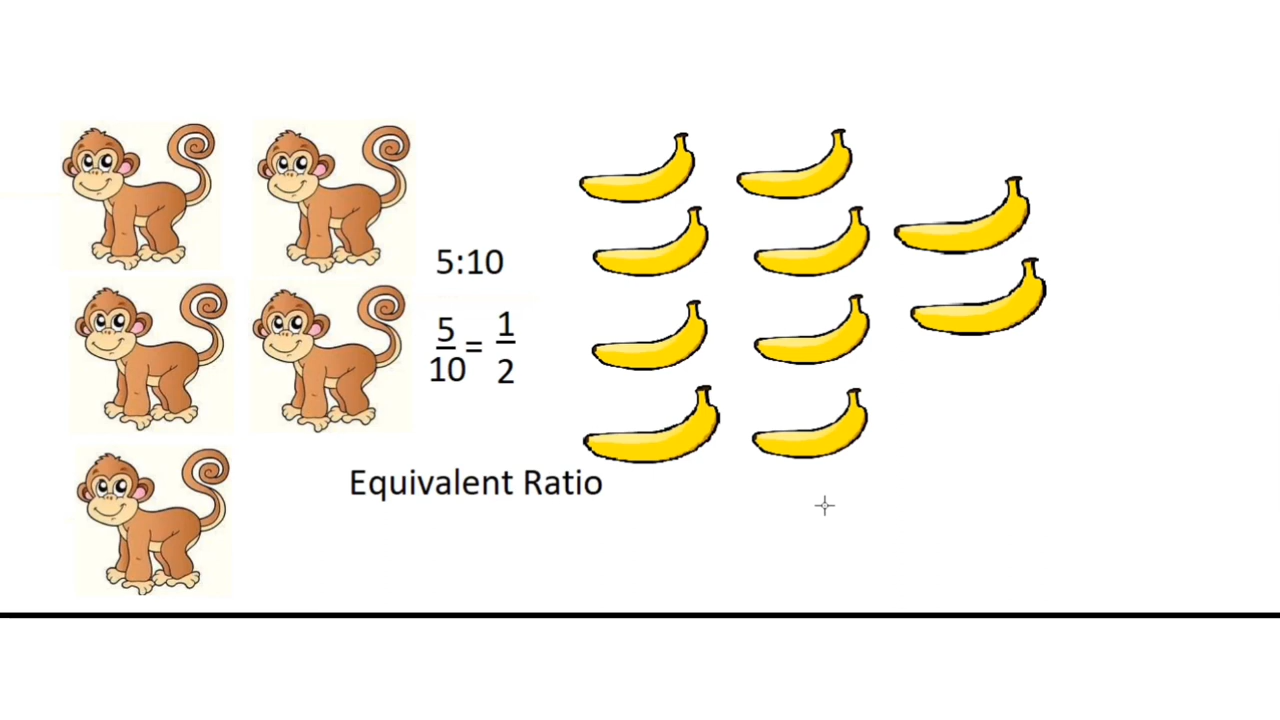 5:10
5/10 = 1/2
Equivalent Ratio